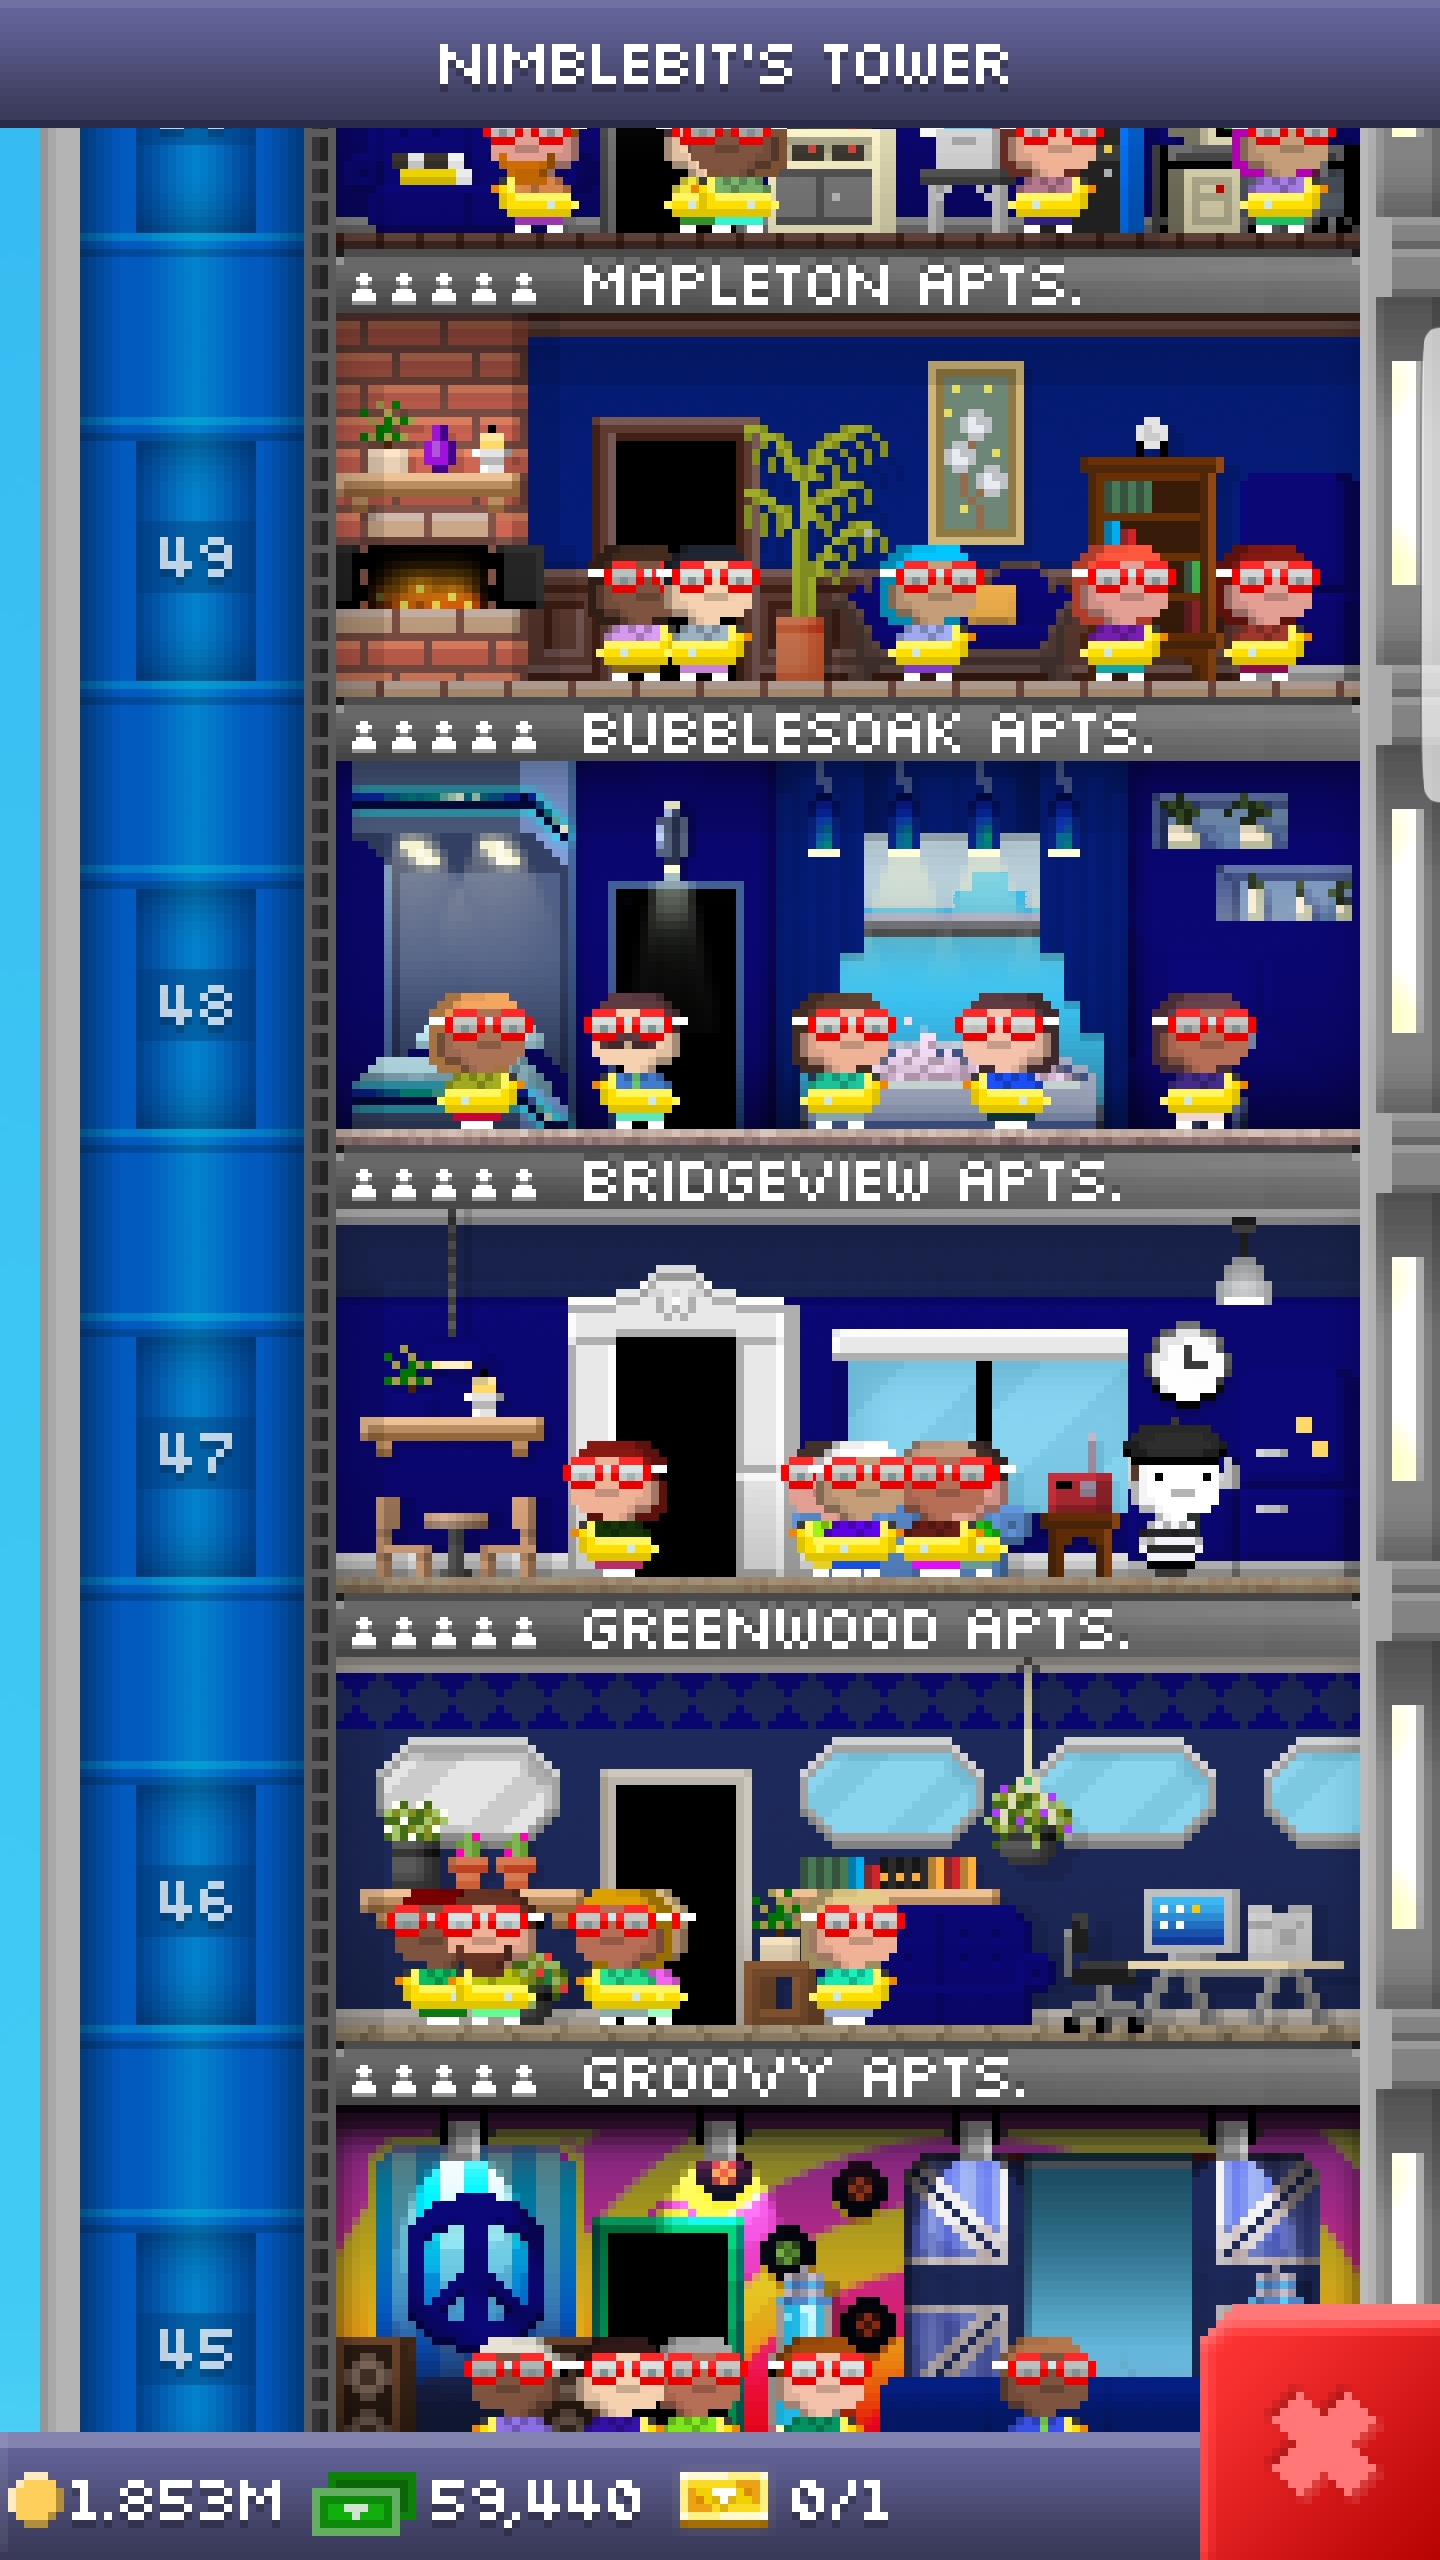 NIMBLEBIT'S TOWER
MAPLETON APTS.
49
BUBBLESOAK APTS.
48
BRIDGEVIEW APTS.
47
GREENWOOD APTS.
46
GROOVY APTS.
45
1.853M 59,440 0/1